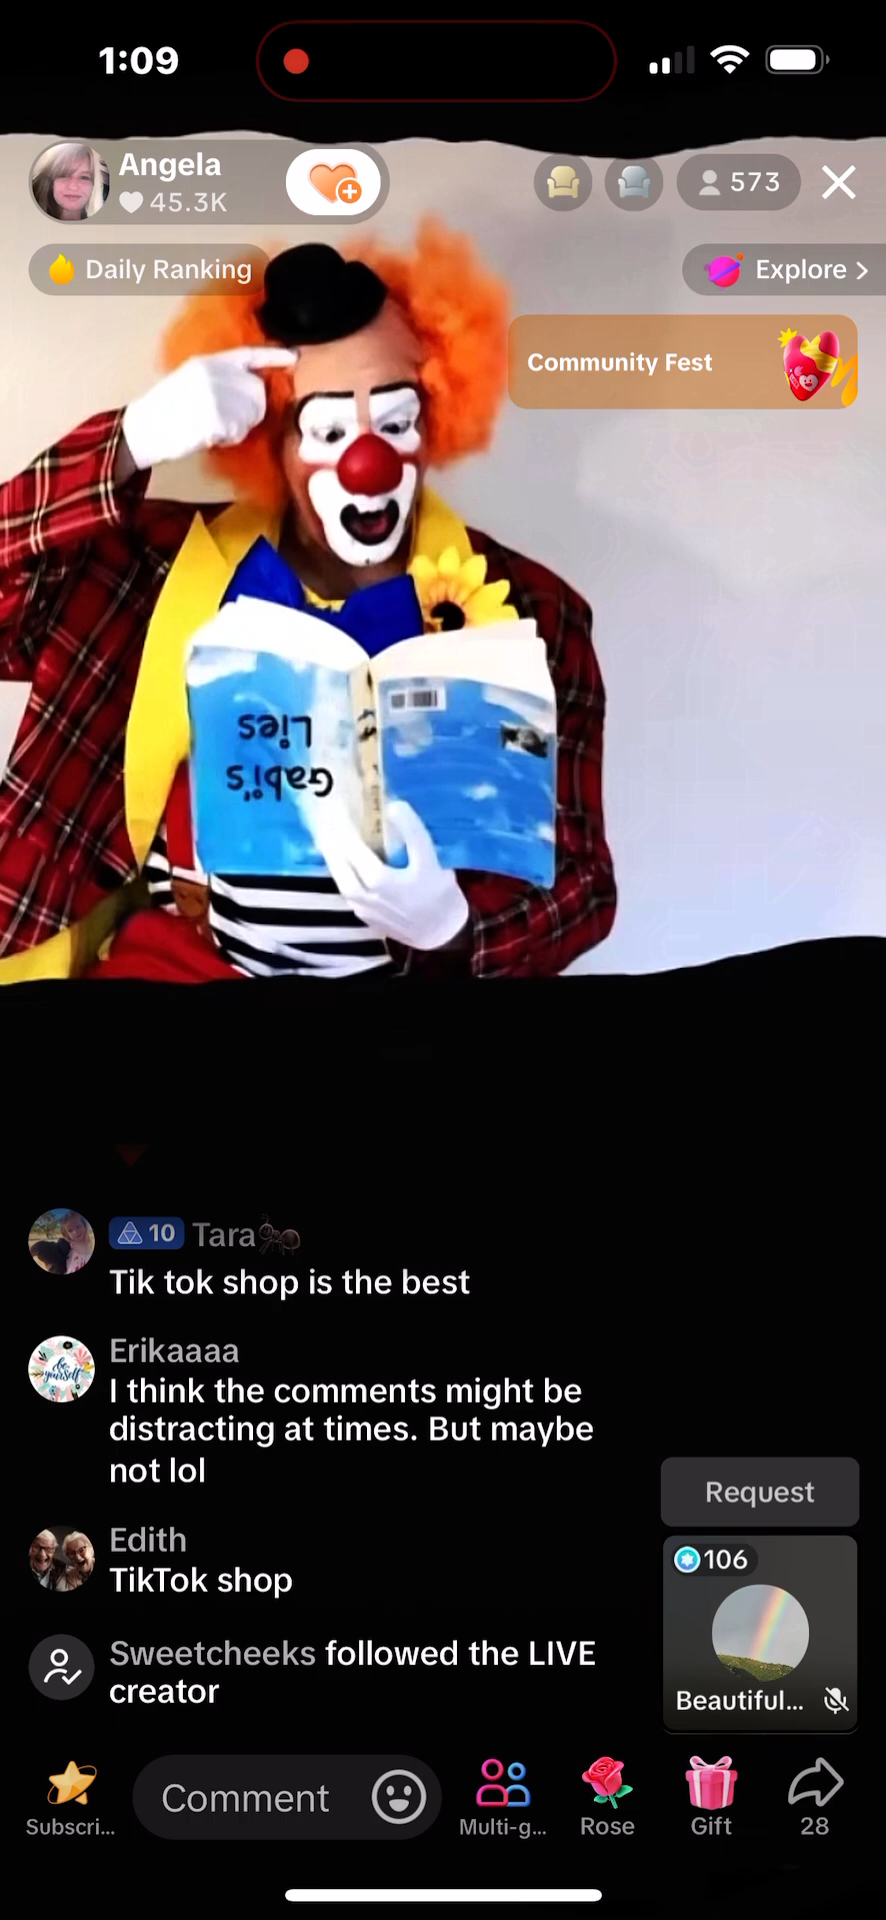 1:09
Angela
45.3K
573
Daily Ranking
Explore >
Community Fest
Gabi's
Lies
10 Tara
Tik tok shop is the best
Erikaaaa
I think the comments might be
distracting at times. But maybe
not lol
be
yourself
Edith
TikTok shop
Sweetcheeks followed the LIVE
creator
Request
106
Beautiful...
Subscri...
Comment
Multi-g...
Rose
Gift
28